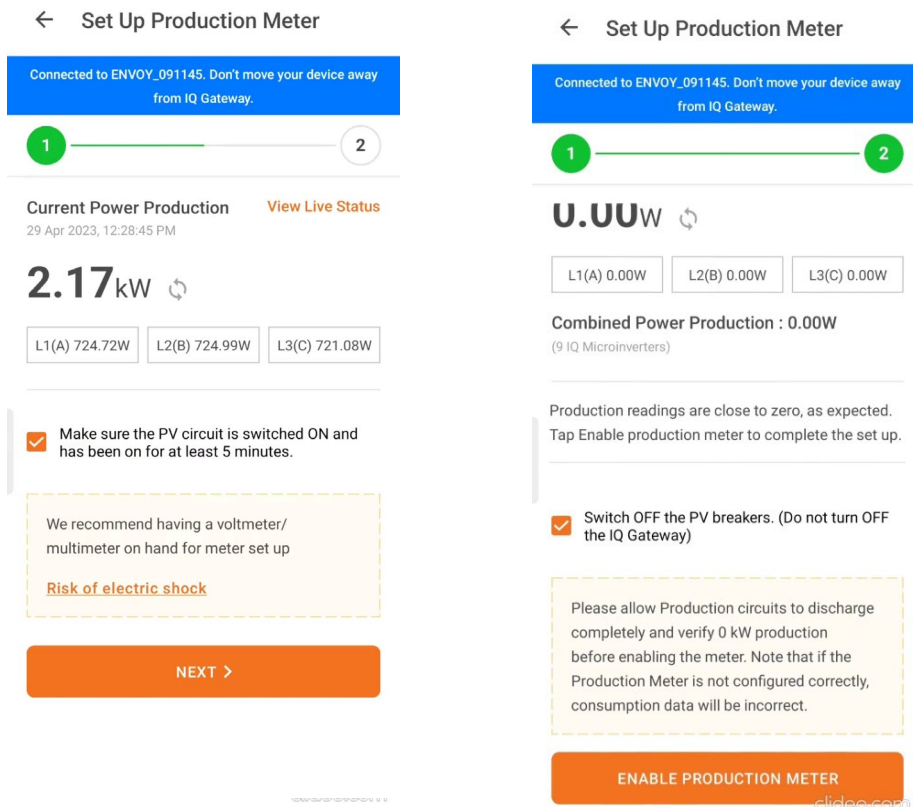 Set Up Production Meter
Connected to ENVOY_091145. Don't move your device away
from IQ Gateway.
1
2
Current Power Production
View Live Status
29 Apr 2023, 12:28:45 PM
2.17kW
L1(A) 724.72W
L2(B) 724.99W
L3(C) 721.08W
Make sure the PV circuit is switched ON and
has been on for at least 5 minutes.
We recommend having a voltmeter/
multimeter on hand for meter set up
Risk of electric shock
NEXT >
Set Up Production Meter
Connected to ENVOY_091145. Don't move your device away
from IQ Gateway.
1
2
0.00W
L1(A) 0.00W
L2(B) 0.00W
L3(C) 0.00W
Combined Power Production : 0.00W
(9 IQ Microinverters)
Production readings are close to zero, as expected.
Tap Enable production meter to complete the set up.
Switch OFF the PV breakers. (Do not turn OFF
the IQ Gateway)
Please allow Production circuits to discharge
completely and verify 0 kW production
before enabling the meter. Note that if the
Production Meter is not configured correctly,
consumption data will be incorrect.
ENABLE PRODUCTION METER
clideo.com